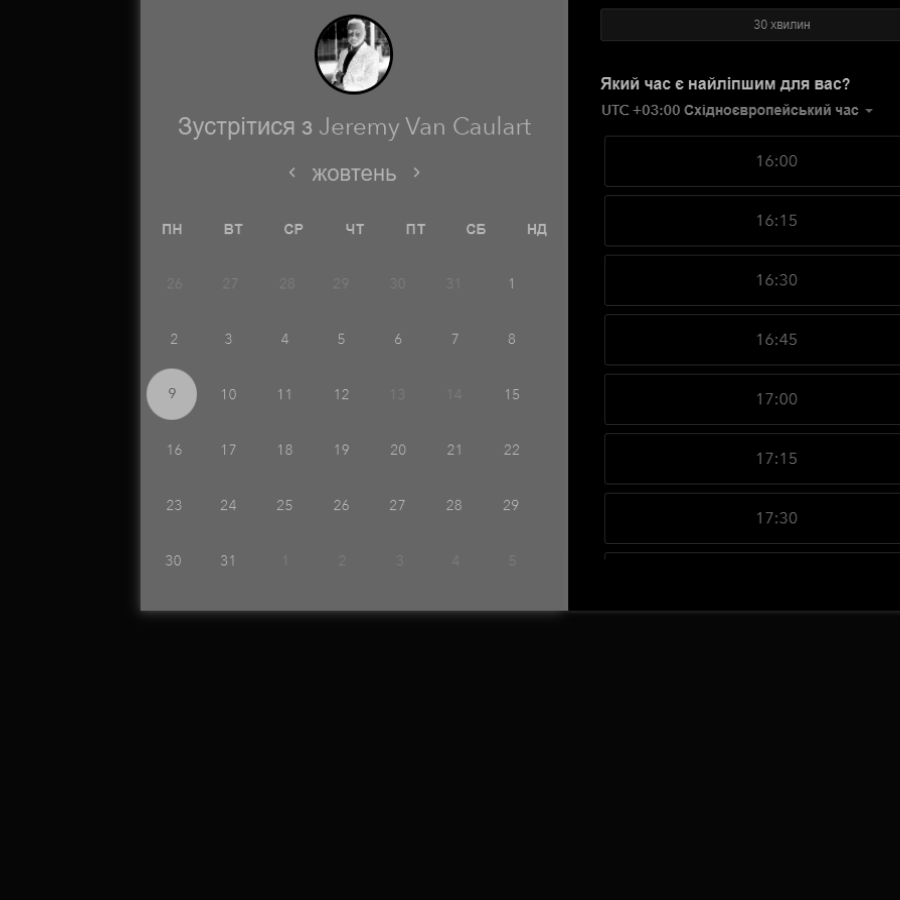 Зустрітися з Jeremy Van Caulart
жовтень
ПН ВТ СР ЧТ ПТ СБ НД
26 27 28 29 30 31 1
2 3 4 5 6 7 8
9 10 11 12 13 14 15
16 17 18 19 20 21 22
23 24 25 26 27 28 29
30 31 1 2 3 4 5
30 хвилин
Який час є найліпшим для вас?
UTC +03:00 Східноєвропейський час
16:00
16:15
16:30
16:45
17:00
17:15
17:30